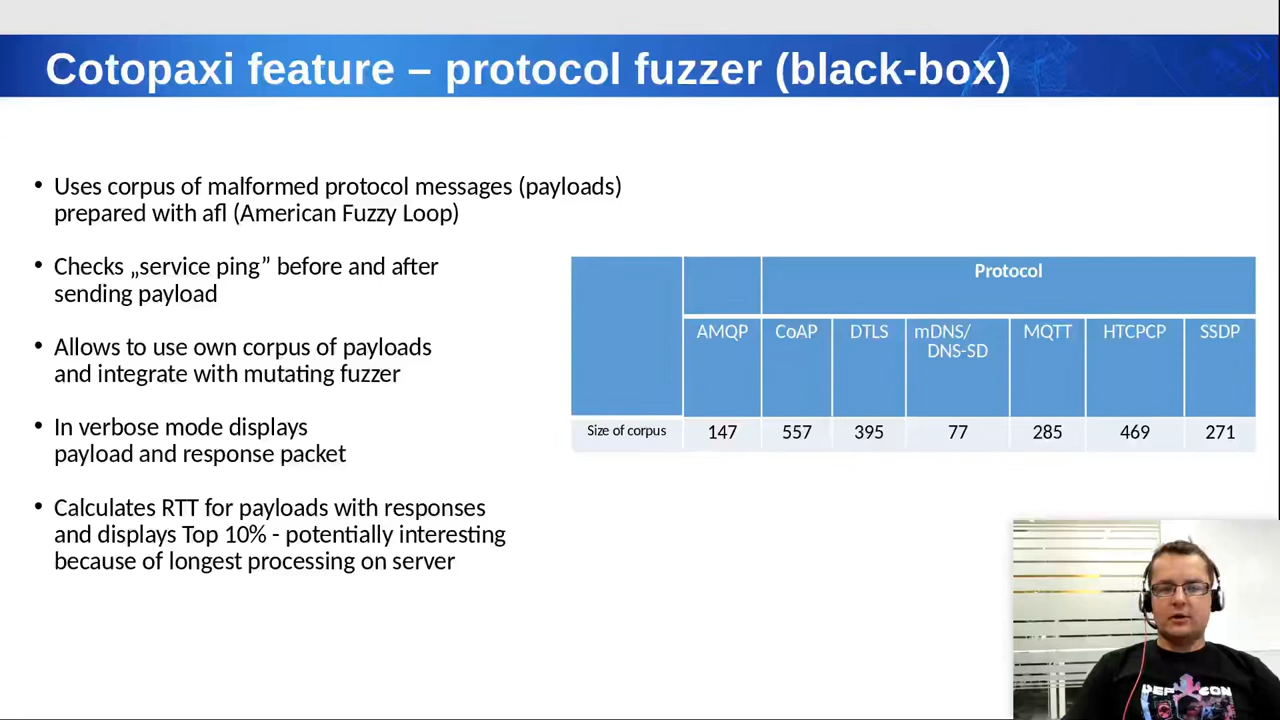 Cotopaxi feature – protocol fuzzer (black-box)
• Uses corpus of malformed protocol messages (payloads)
prepared with afl (American Fuzzy Loop)
• Checks „service ping” before and after
sending payload
• Allows to use own corpus of payloads
and integrate with mutating fuzzer
• In verbose mode displays
payload and response packet
• Calculates RTT for payloads with responses
and displays Top 10% - potentially interesting
because of longest processing on server
Protocol
AMQP CoAP DTLS mDNS/ MQTT HTCPCP SSDP
DNS-SD
Size of corpus 147 557 395 77 285 469 271
DEF CON